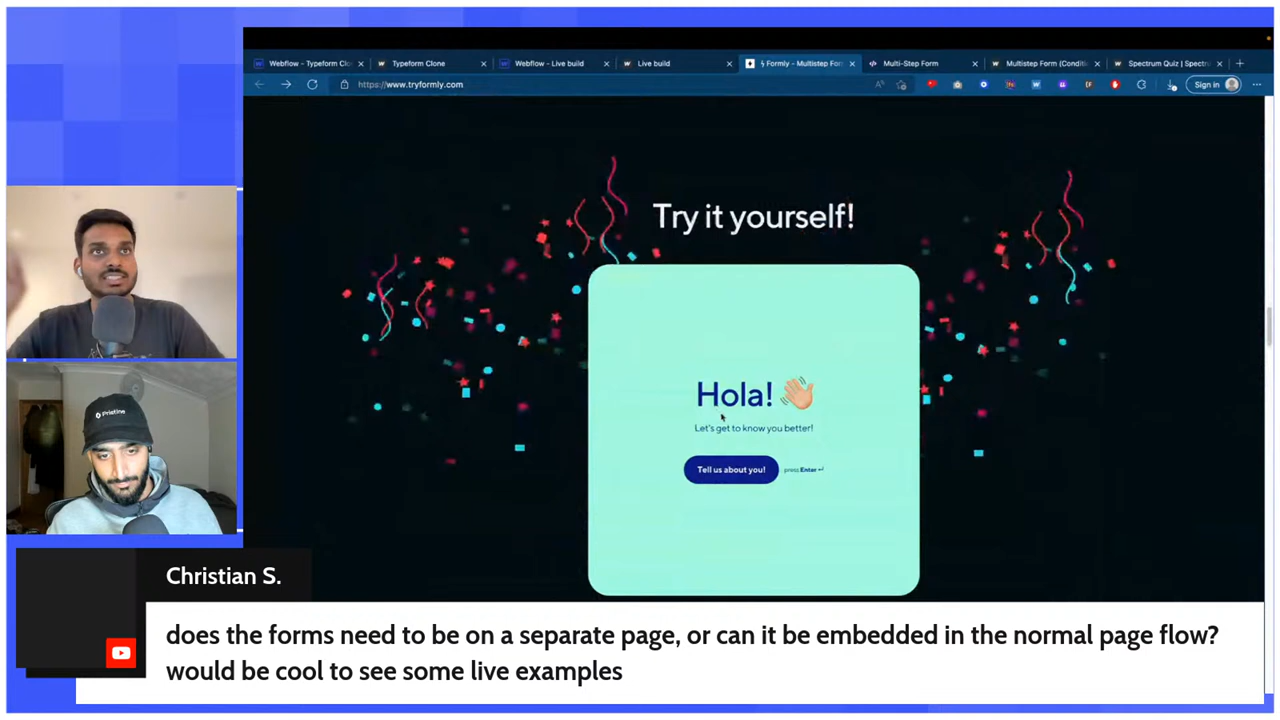 Webflow - Typeform Clo
Typeform Clone
Webflow - Live build
Live build
Formly - Multistep For
Multi-Step Form
Multistep Form (Conditi
Spectrum Quiz | Spectr
https://www.tryformly.com
Sign in
Try it yourself!
Hola! 👋🏼
Let's get to know you better!
Tell us about you!
press Enter ↵
Pristine
Christian S.
does the forms need to be on a separate page, or can it be embedded in the normal page flow?
would be cool to see some live examples